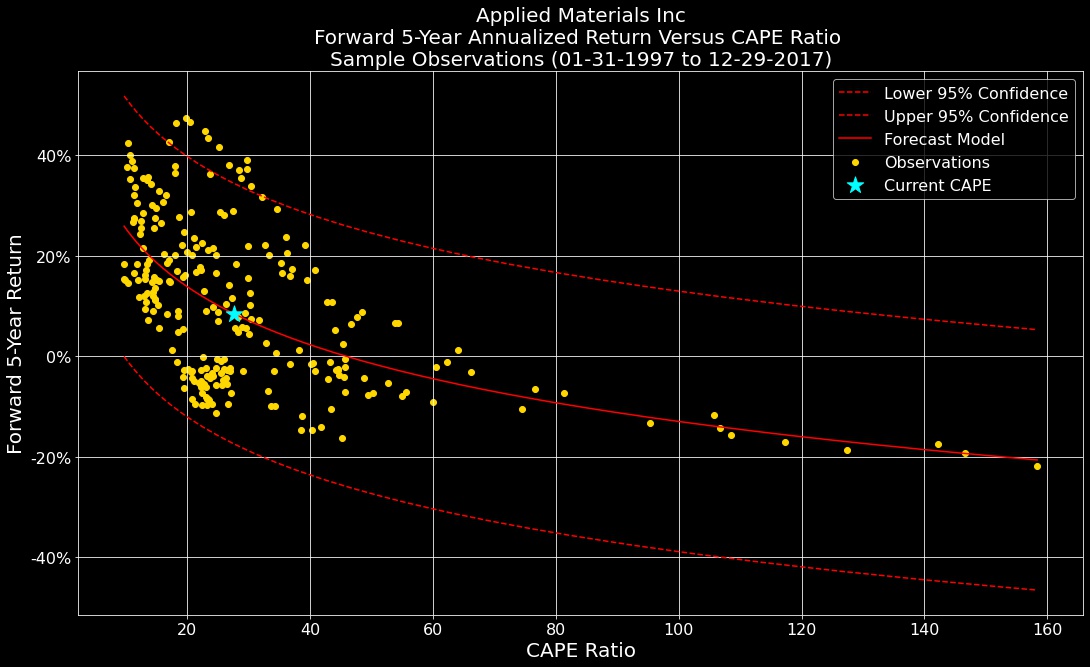 Applied Materials Inc
Forward 5-Year Annualized Return Versus CAPE Ratio
Sample Observations (01-31-1997 to 12-29-2017)
Lower 95% Confidence
Upper 95% Confidence
Forecast Model
Observations
Current CAPE
Forward 5-Year Return
40%
20%
0%
-20%
-40%
20 40 60 80 100 120 140 160
CAPE Ratio